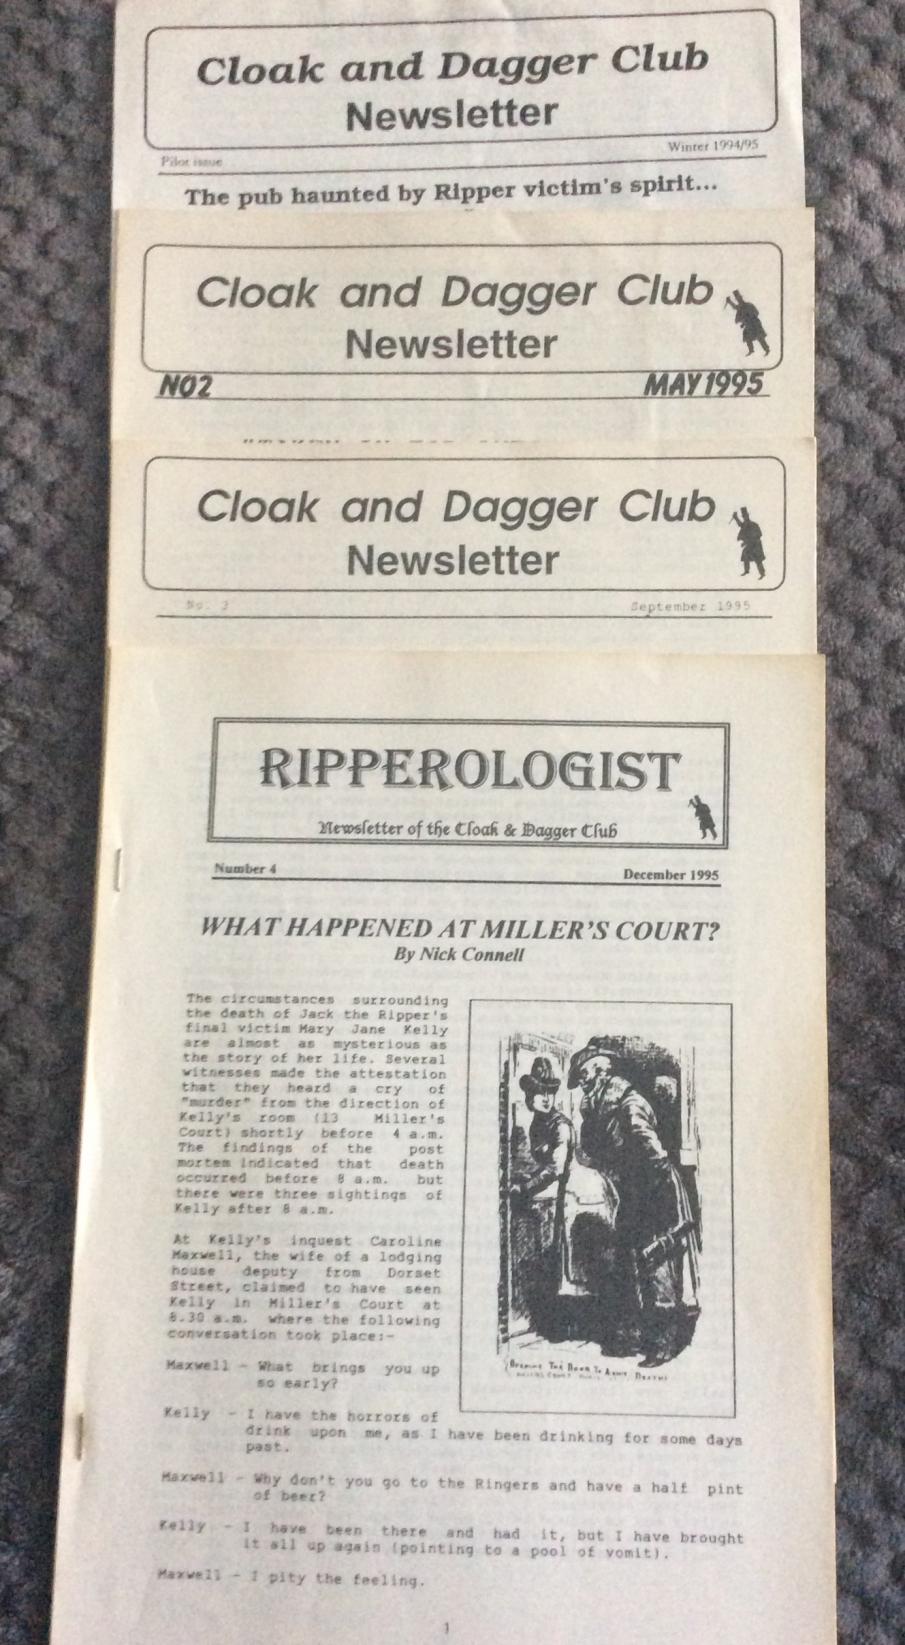 Cloak and Dagger Club
Newsletter
Pilot issue
Winter 1994/95
The pub haunted by Ripper victim's spirit...
Cloak and Dagger Club
Newsletter
NO2
MAY 1995
Cloak and Dagger Club
Newsletter
No. 3
September 1995
RIPPEROLOGIST
Newsletter of the Cloak & Dagger Club
Number 4
December 1995
WHAT HAPPENED AT MILLER'S COURT?
By Nick Connell
The circumstances surrounding
the death of Jack the Ripper's
final victim Mary Jane Kelly
are almost as mysterious as
the story of her life. Several
witnesses made the attestation
that they heard a cry of
"murder" from the direction of
Kelly's room (13 Miller's
Court) shortly before 4 a.m.
The findings of the post
mortem indicated that death
occurred before 8 a.m. but
there were three sightings of
Kelly after 8 a.m.
At Kelly's inquest Caroline
Maxwell, the wife of a lodging
house deputy from Dorset
Street, claimed to have seen
Kelly in Miller's Court at
8.30 a.m. where the following
conversation took place:-
Opening The Door To Admit Death
Maxwell - What brings you up
so early?
Kelly - I have the horrors of
drink upon me, as I have been drinking for some days
past.
Maxwell - Why don't you go to the Ringers and have a half pint
of beer?
Kelly - I have been there and had it, but I have brought
it all up again (pointing to a pool of vomit).
Maxwell - I pity the feeling.
1